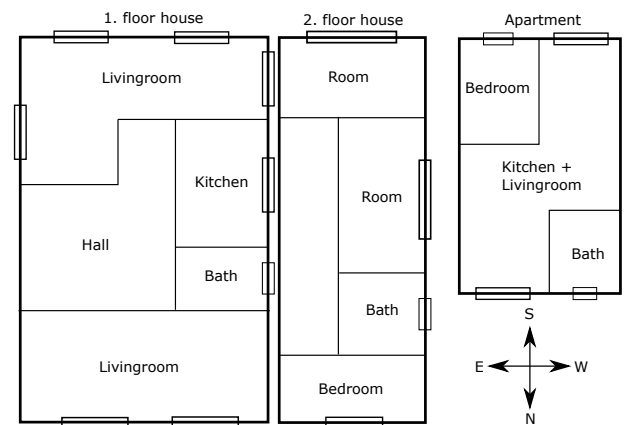 1. floor house
2. floor house
Apartment
Livingroom
Kitchen
Hall
Bath
Livingroom
Room
Room
Bath
Bedroom
Bedroom
Kitchen +
Livingroom
Bath
S
E
W
N